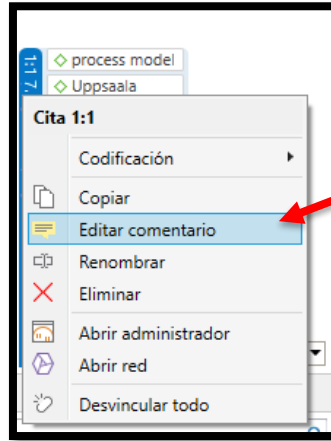 1:1 7.
process model
Uppsaala
Cita 1:1
Codificación
Copiar
Editar comentario
Renombrar
Eliminar
Abrir administrador
Abrir red
Desvincular todo